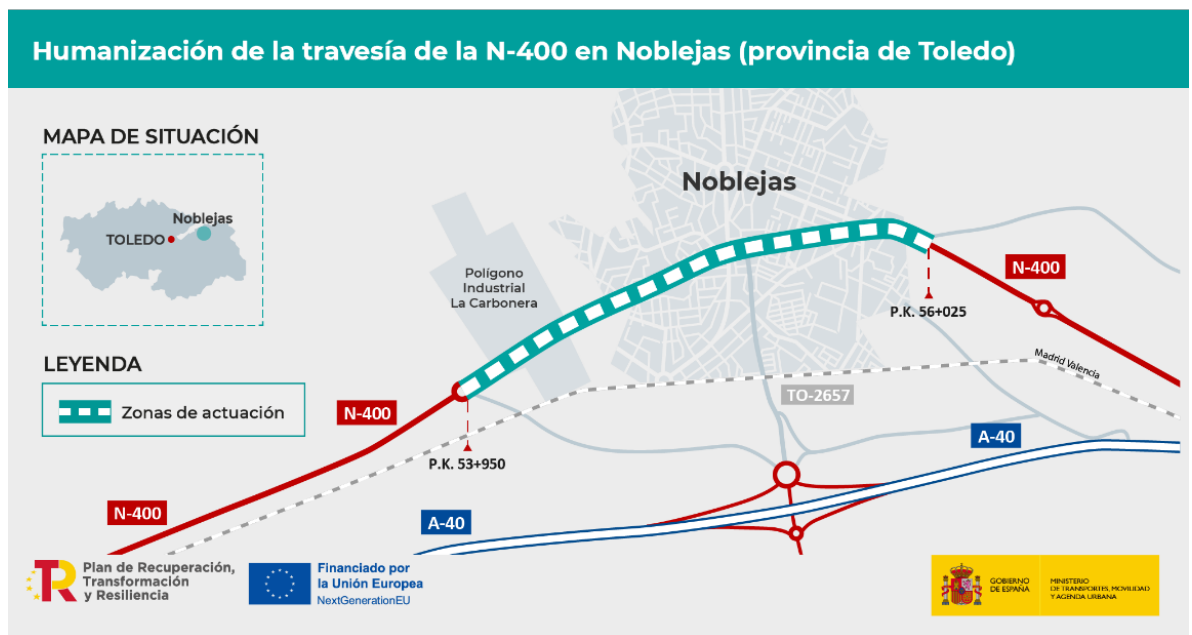 Humanización de la travesía de la N-400 en Noblejas (provincia de Toledo)
MAPA DE SITUACIÓN
Noblejas
TOLEDO
LEYENDA
Zonas de actuación
Noblejas
Polígono
Industrial
La Carbonera
N-400
P.K. 56+025
Madrid Valencia
TO-2657
N-400
A-40
P.K. 53+950
N-400
A-40
Plan de Recuperación,
Transformación
y Resiliencia
Financiado por
la Unión Europea
NextGenerationEU
GOBIERNO
DE ESPAÑA
MINISTERIO
DE TRANSPORTES, MOVILIDAD
Y AGENDA URBANA